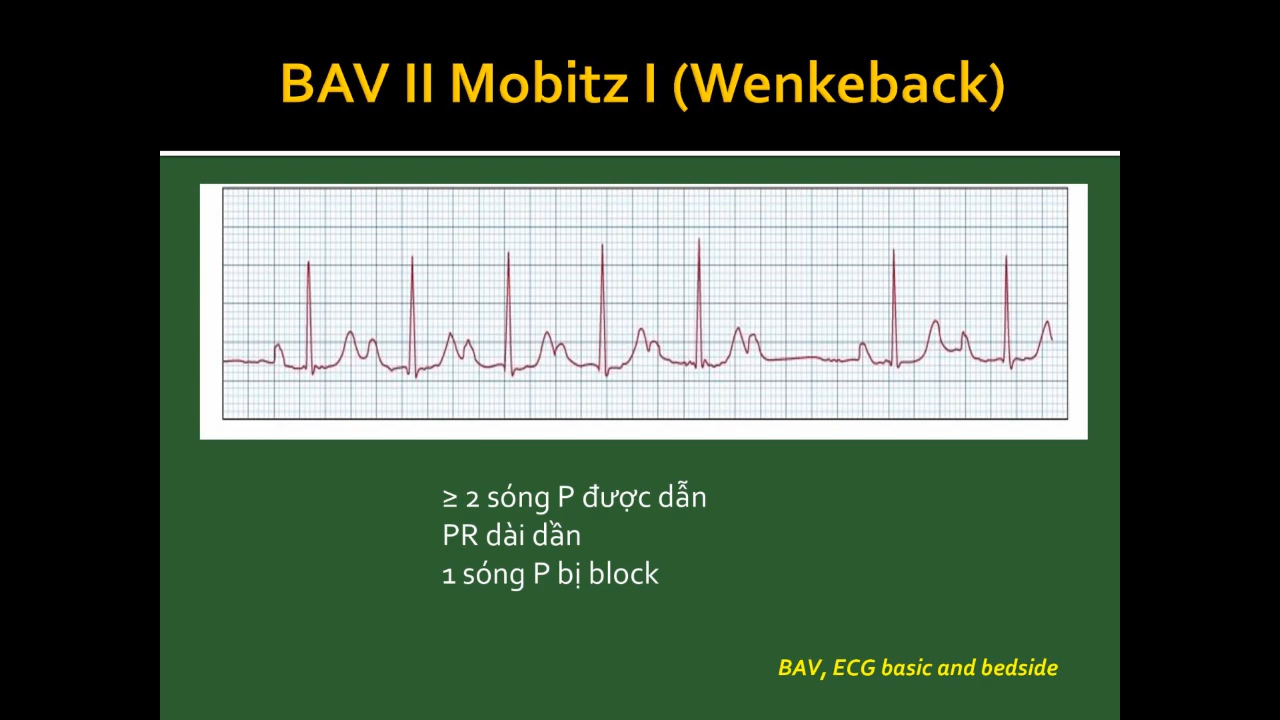 BAV II Mobitz I (Wenkeback)
≥ 2 sóng P được dẫn
PR dài dần
1 sóng P bị block
BAV, ECG basic and bedside